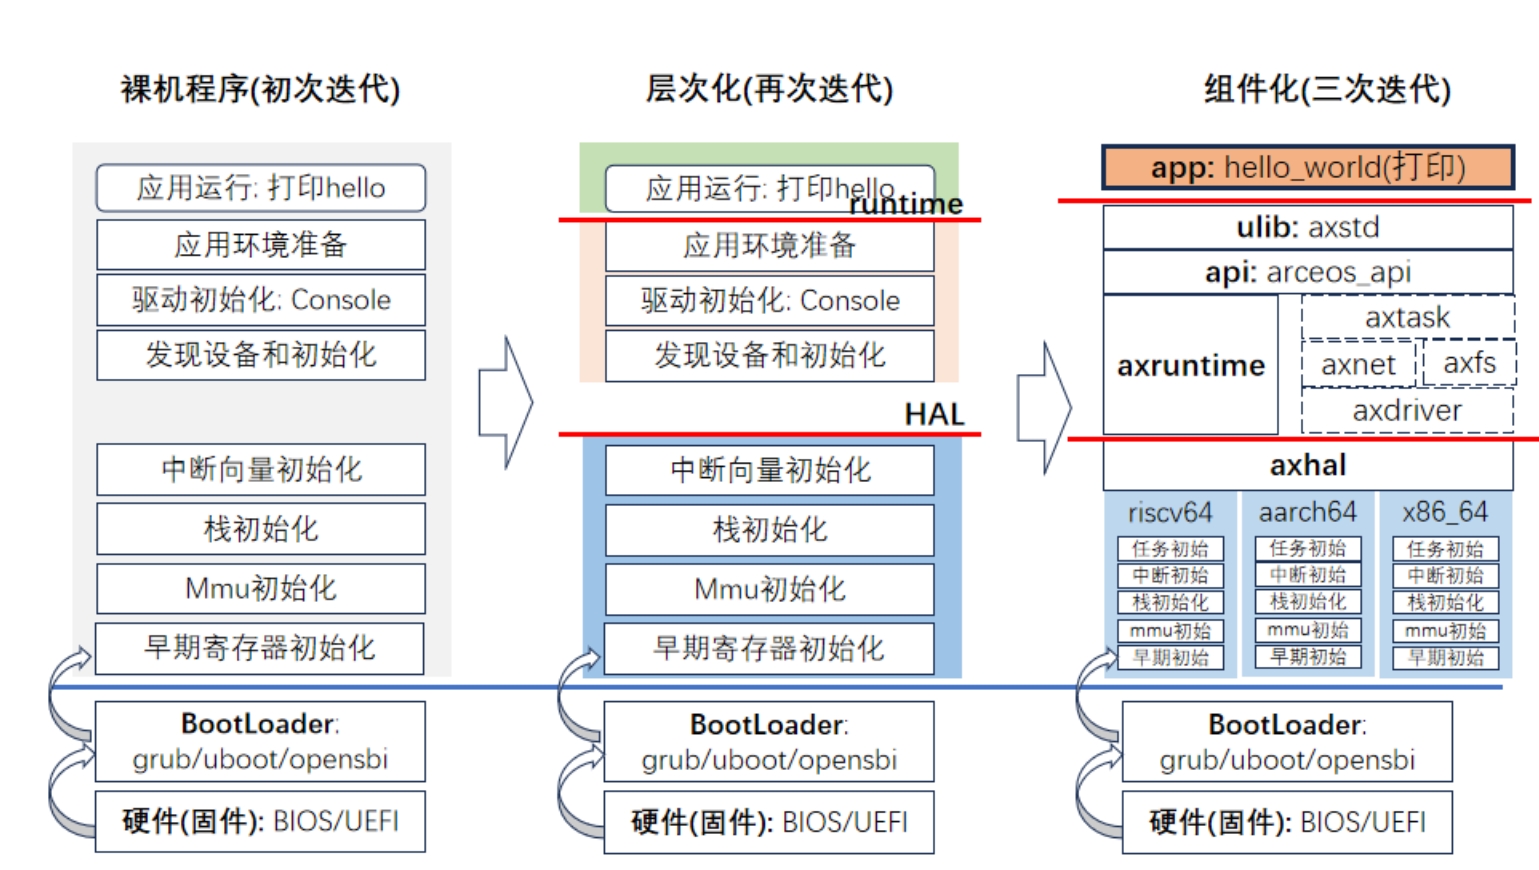 裸机程序(初次迭代)
应用运行: 打印hello
应用环境准备
驱动初始化: Console
发现设备和初始化
中断向量初始化
栈初始化
Mmu初始化
早期寄存器初始化
BootLoader:
grub/uboot/opensbi
硬件(固件): BIOS/UEFI
层次化(再次迭代)
应用运行: 打印hello
runtime
应用环境准备
驱动初始化: Console
发现设备和初始化
HAL
中断向量初始化
栈初始化
Mmu初始化
早期寄存器初始化
BootLoader:
grub/uboot/opensbi
硬件(固件): BIOS/UEFI
组件化(三次迭代)
app: hello_world(打印)
ulib: axstd
api: arceos_api
axruntime
axtask
axnet
axfs
axdriver
axhal
riscv64
任务初始
中断初始
栈初始化
mmu初始
早期初始
aarch64
任务初始
中断初始
栈初始化
mmu初始
早期初始
x86_64
任务初始
中断初始
栈初始化
mmu初始
早期初始
BootLoader:
grub/uboot/opensbi
硬件(固件): BIOS/UEFI